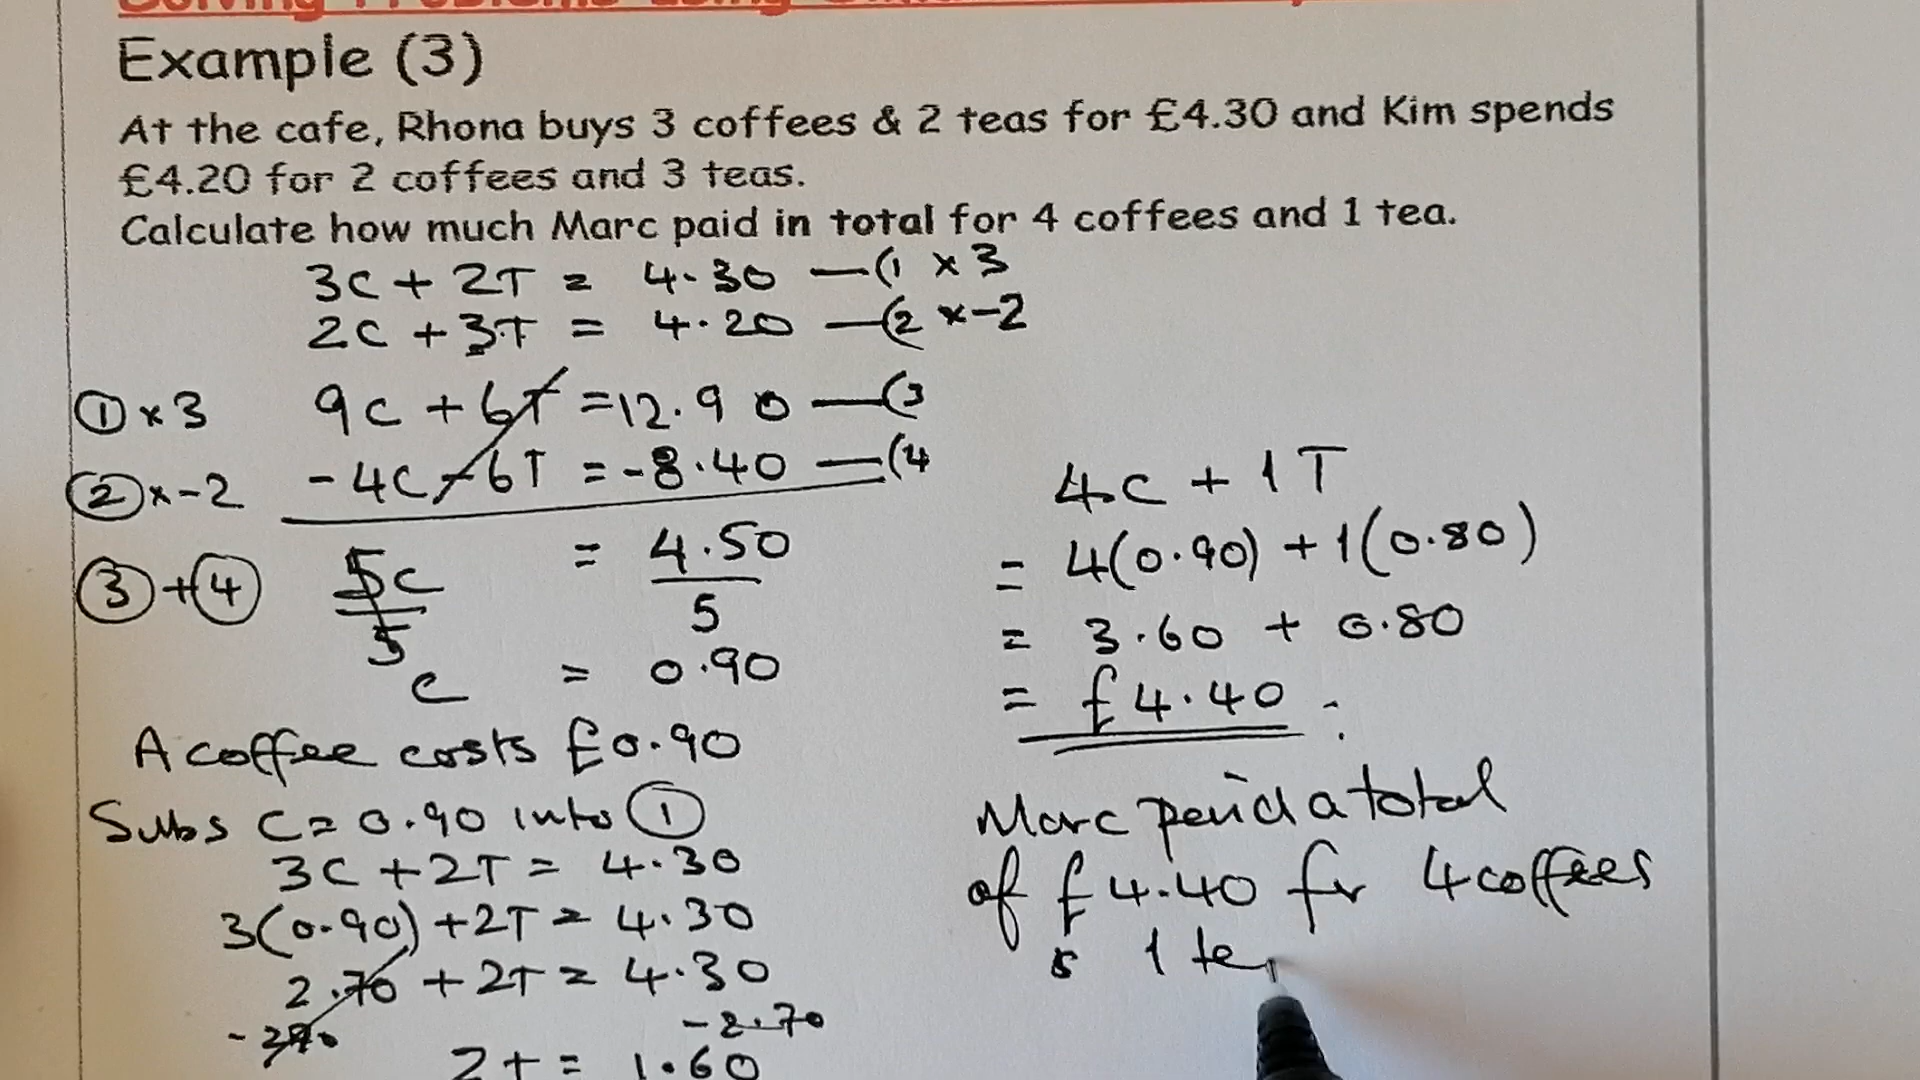 Example (3)
At the cafe, Rhona buys 3 coffees & 2 teas for £4.30 and Kim spends
£4.20 for 2 coffees and 3 teas.
Calculate how much Marc paid in total for 4 coffees and 1 tea.
3C + 2T = 4.30 —(1 × 3
2C + 3T = 4.20 —(2 × -2
① × 3 9C + 6T = 12.90 —(3
② × -2 -4C - 6T = -8.40 —(4
③ + ④ 5C = 4.50
5 5
C = 0.90
A coffee costs £0.90
Subs C = 0.90 into ①
3C + 2T = 4.30
3(0.90) + 2T = 4.30
2.70 + 2T = 4.30
-2.70
2T = 1.60
4C + 1T
= 4(0.90) + 1(0.80)
= 3.60 + 0.80
= £4.40
Marc paid a total
of £4.40 for 4 coffees
1 te